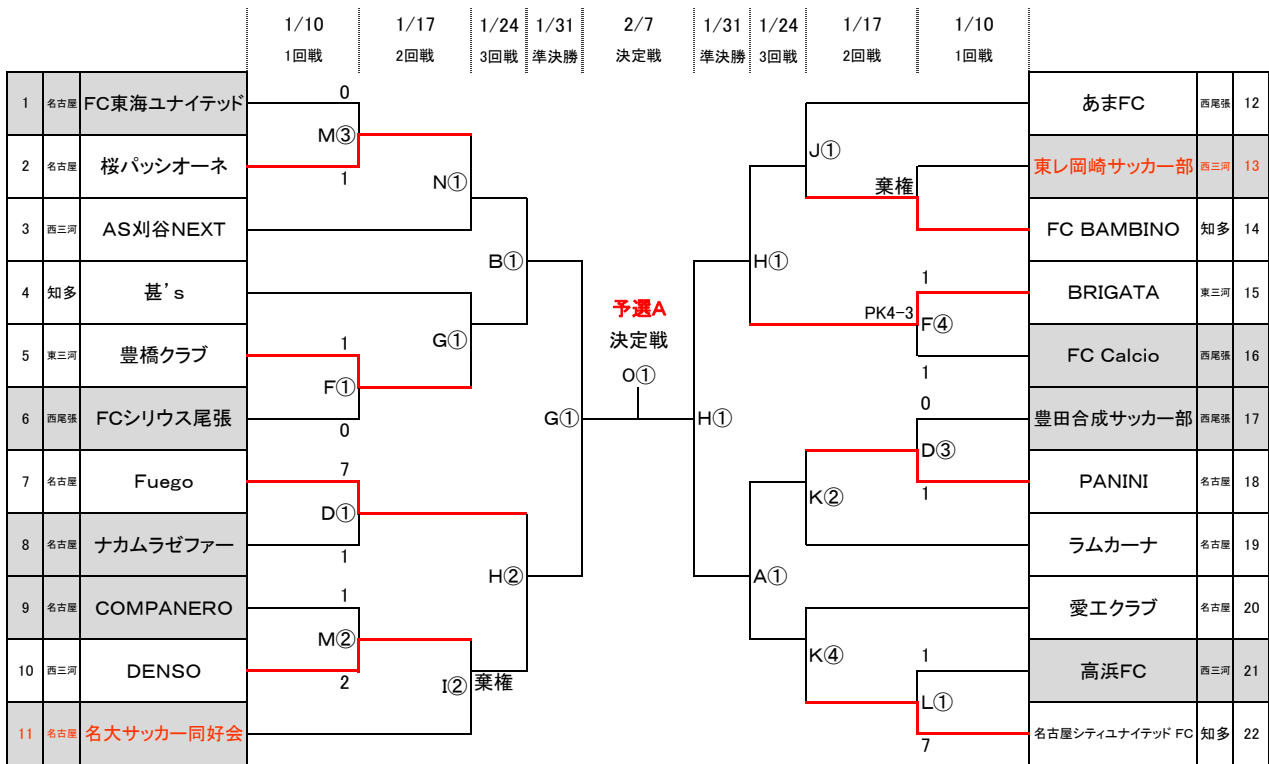 1/10 1/17 1/24 1/31 2/7 1/31 1/24 1/17 1/10
1回戦 2回戦 3回戦 準決勝 決定戦 準決勝 3回戦 2回戦 1回戦
1 名古屋 FC東海ユナイテッド
2 名古屋 桜パッシオーネ
3 西三河 AS刈谷NEXT
4 知多 甚's
5 東三河 豊橋クラブ
6 西尾張 FCシリウス尾張
7 名古屋 Fuego
8 名古屋 ナカムラゼファー
9 名古屋 COMPANERO
10 西三河 DENSO
11 名古屋 名大サッカー同好会
0
M③
1
N①
B①
1
G①
F①
0
G①
7
D①
1
H②
1
M②
2
I②
棄権
予選A
決定戦
O①
J①
棄権
H①
1
PK4-3
F④
1
H①
0
D③
1
K②
A①
K④
1
L①
7
あまFC 西尾張 12
東レ岡崎サッカー部 西三河 13
FC BAMBINO 知多 14
BRIGATA 東三河 15
FC Calcio 西尾張 16
豊田合成サッカー部 西尾張 17
PANINI 名古屋 18
ラムカーナ 名古屋 19
愛工クラブ 名古屋 20
高浜FC 西三河 21
名古屋シティユナイテッド FC 知多 22